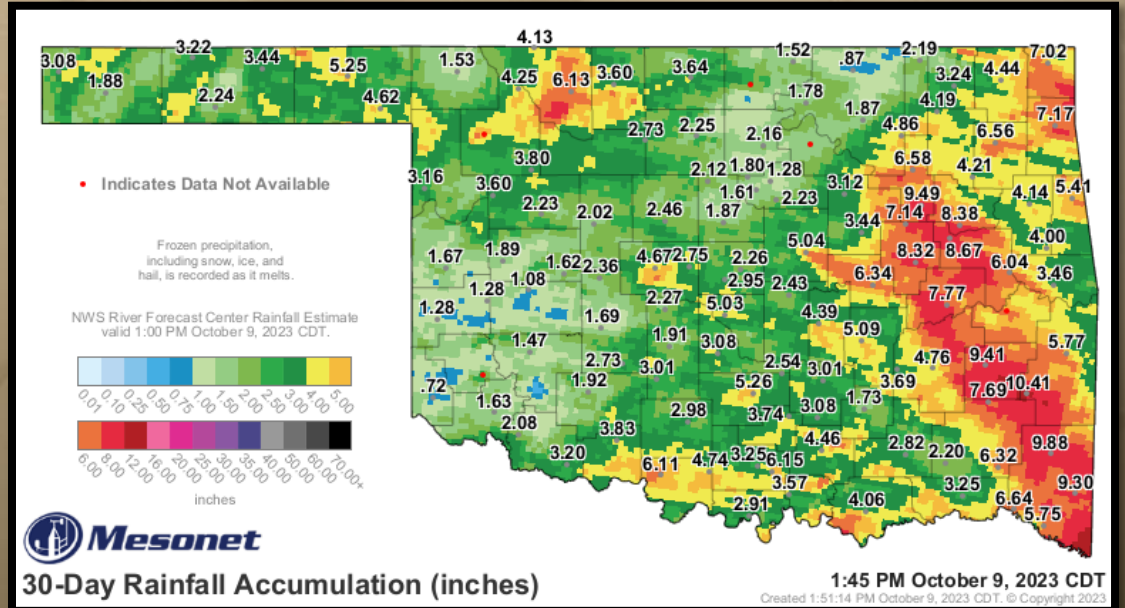 4.13
3.22 1.52 2.19
3.08 3.44 1.53 .87 7.02
5.25 3.64 4.44
1.88 4.25 6.13 3.60 3.24
2.24 4.62 1.78 4.19
1.87 7.17
2.73 2.25 2.16 4.86 6.56
3.80 6.58
3.16 2.12 1.80 1.28 4.21
• Indicates Data Not Available 3.60 3.12 5.41
1.61 2.23 9.49 4.14
2.23 2.02 2.46 1.87 3.44 7.14 8.38
5.04 4.00
Frozen precipitation,
including snow, ice, and
hail, is recorded as it melts.
1.67 1.89 1.62 2.36 4.67 2.75 2.26 8.32 8.67 6.04
1.28 1.08 2.95 2.43 6.34 3.46
1.28 2.27 5.03 7.77
NWS River Forecast Center Rainfall Estimate
valid 1:00 PM October 9, 2023 CDT.
1.69 4.39
1.47 1.91 3.08 5.09 5.77
2.73 3.01 2.54 3.01 4.76 9.41
.72 1.92 5.26 3.69 7.69 10.41
0.01 0.10 0.25 0.50 0.75 1.00 1.50 2.00 2.50 3.00 4.00 5.00
1.63 2.98 3.74 3.08 1.73
2.08 3.83 4.46 2.82 2.20 9.88
3.20 6.11 4.74 3.25 6.15 6.32
6.00 8.00 12.00 16.00 20.00 25.00 30.00 35.00 40.00 50.00 60.00 70.00+
inches
3.57 3.25 9.30
2.91 4.06 6.64
5.75
Mesonet
30-Day Rainfall Accumulation (inches)
1:45 PM October 9, 2023 CDT
Created 1:51:14 PM October 9, 2023 CDT. © Copyright 2023